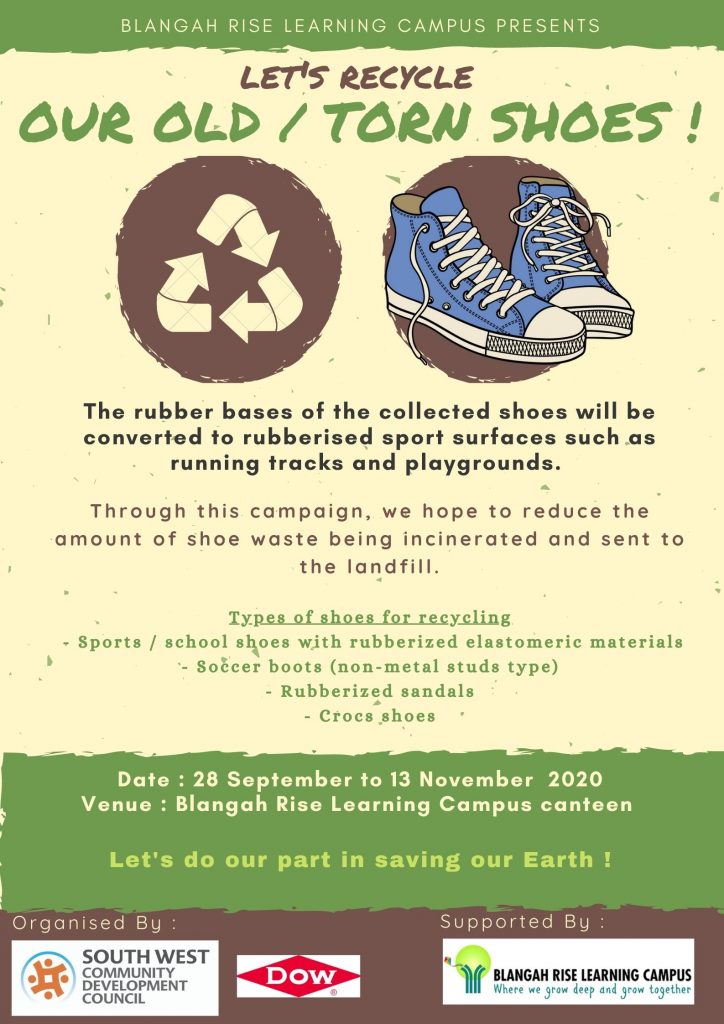 BLANGAH RISE LEARNING CAMPUS PRESENTS
LET'S RECYCLE
OUR OLD / TORN SHOES !
The rubber bases of the collected shoes will be
converted to rubberised sport surfaces such as
running tracks and playgrounds.
Through this campaign, we hope to reduce the
amount of shoe waste being incinerated and sent to
the landfill.
Types of shoes for recycling
- Sports / school shoes with rubberized elastomeric materials
- Soccer boots (non-metal studs type)
- Rubberized sandals
- Crocs shoes
Date : 28 September to 13 November 2020
Venue : Blangah Rise Learning Campus canteen
Let's do our part in saving our Earth !
Organised By :
SOUTH WEST
COMMUNITY
DEVELOPMENT
COUNCIL
DOW
®
Supported By :
BLANGAH RISE LEARNING CAMPUS
Where we grow deep and grow together